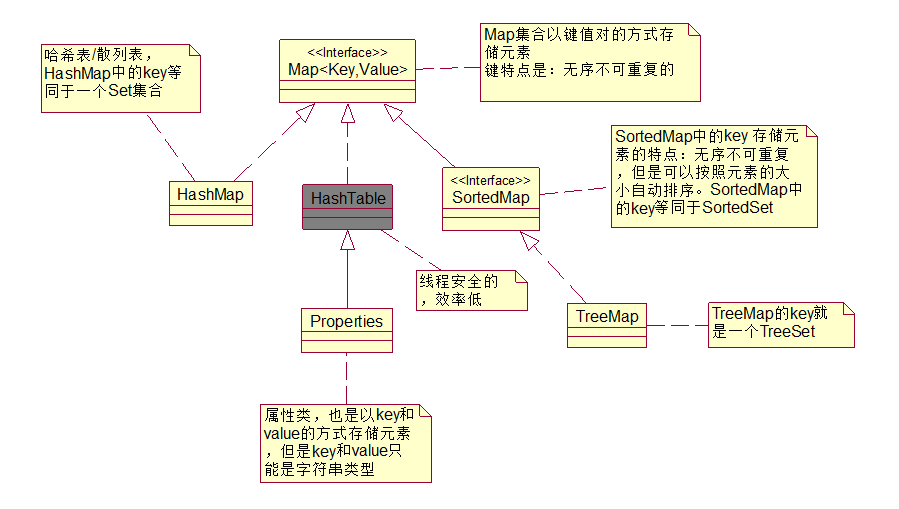 哈希表/散列表，
HashMap中的key等
同于一个Set集合
<<Interface>>
Map<Key,Value>
Map集合以键值对的方式存
储元素
键特点是：无序不可重复的
SortedMap中的key 存储元
素的特点：无序不可重复
，但是可以按照元素的大
小自动排序。SortedMap中
的key等同于SortedSet
HashMap
HashTable
<<Interface>>
SortedMap
线程安全的
，效率低
Properties
TreeMap
TreeMap的key就
是一个TreeSet
属性类，也是以key和
value的方式存储元素
，但是key和value只
能是字符串类型